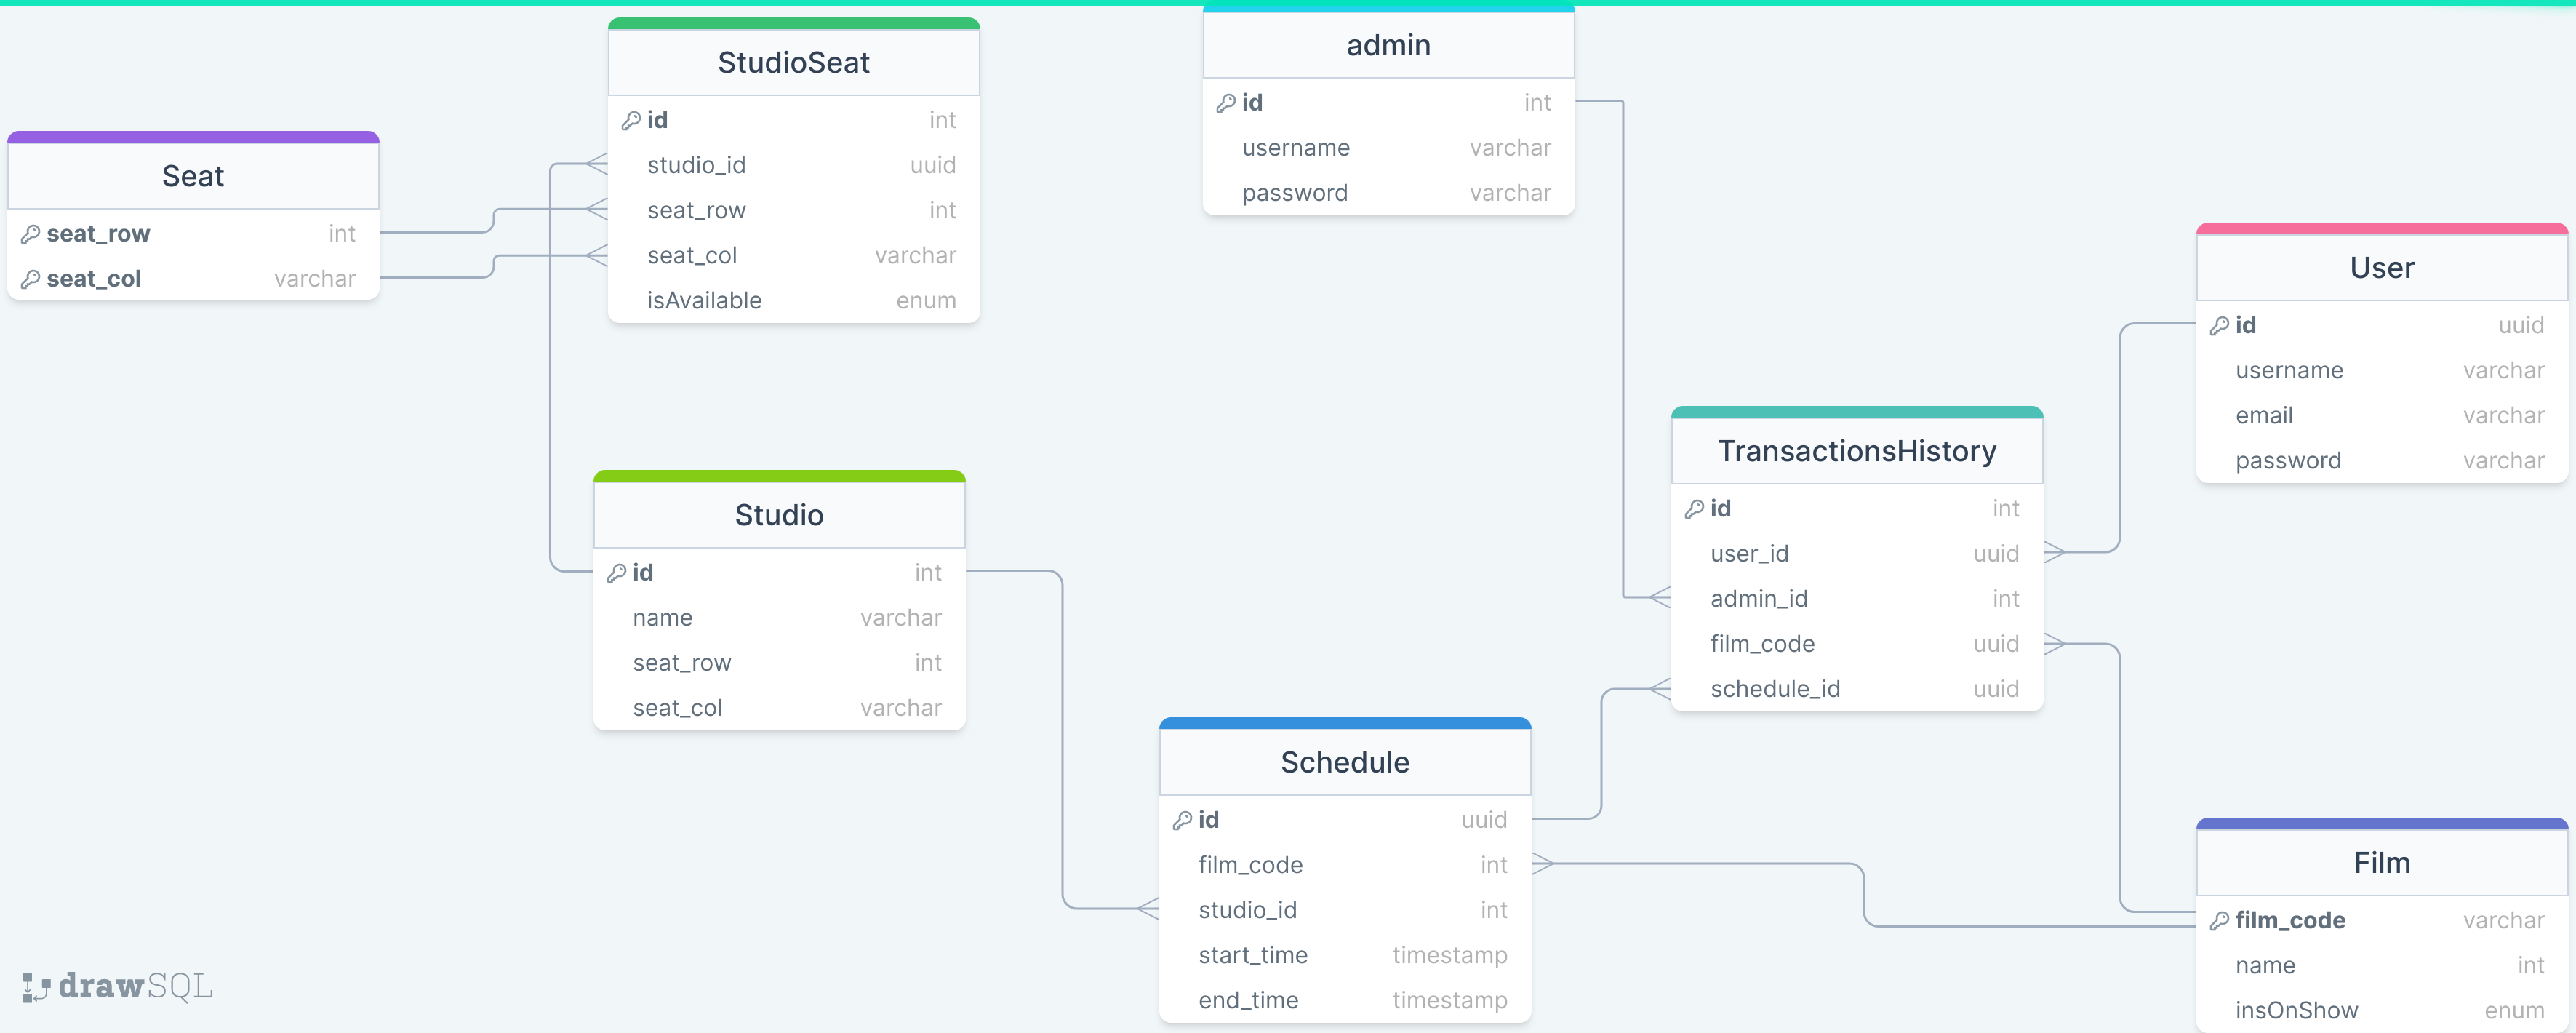 StudioSeat
id int
studio_id uuid
seat_row int
seat_col varchar
isAvailable enum
admin
id int
username varchar
password varchar
Seat
seat_row int
seat_col varchar
User
id uuid
username varchar
email varchar
password varchar
TransactionsHistory
id int
user_id uuid
admin_id int
film_code uuid
schedule_id uuid
Studio
id int
name varchar
seat_row int
seat_col varchar
Schedule
id uuid
film_code int
studio_id int
start_time timestamp
end_time timestamp
Film
film_code varchar
name int
insOnShow enum
drawSQL